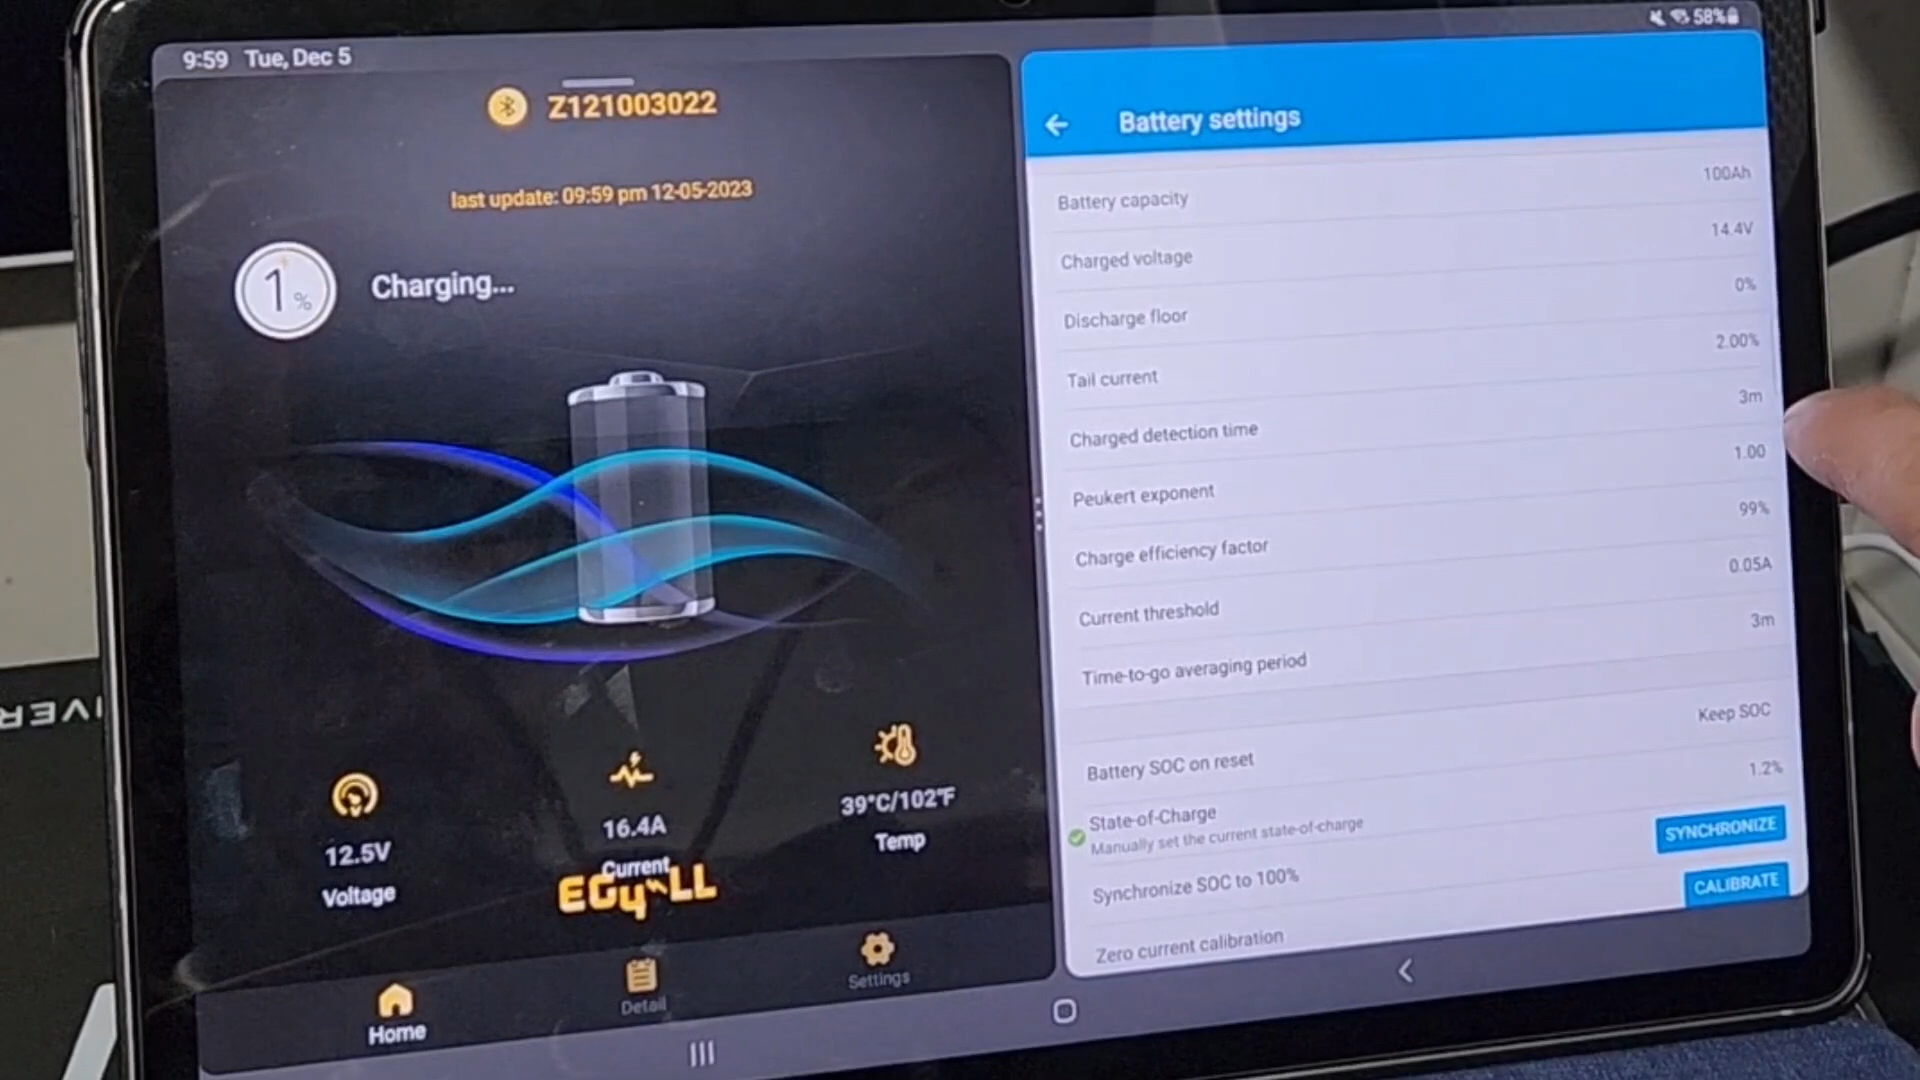 9:59 Tue, Dec 5
58%
Z121003022
last update: 09:59 pm 12-05-2023
1%
Charging...
12.5V
Voltage
16.4A
Current
39°C/102°F
Temp
EGy LL
Home
Detail
Settings
Battery settings
Battery capacity 100Ah
Charged voltage 14.4V
Discharge floor 0%
Tail current 2.00%
Charged detection time 3m
Peukert exponent 1.00
Charge efficiency factor 99%
Current threshold 0.05A
Time-to-go averaging period 3m
Battery SOC on reset Keep SOC
State-of-Charge 1.2%
Manually set the current state-of-charge
Synchronize SOC to 100% SYNCHRONIZE
Zero current calibration CALIBRATE